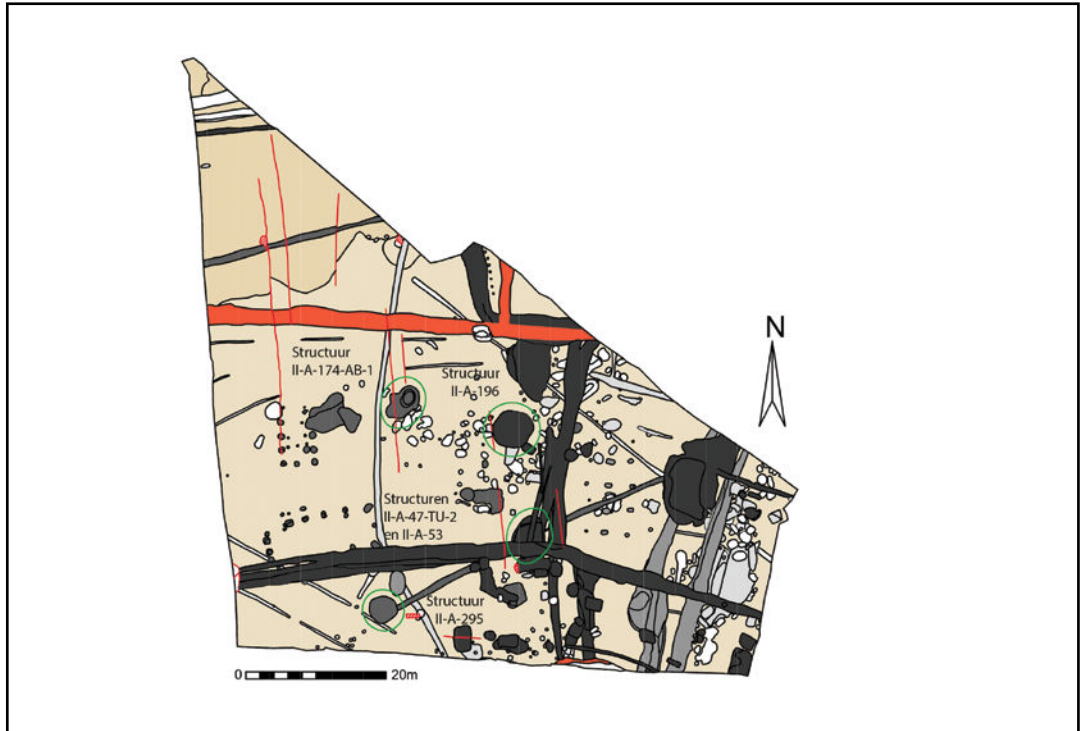 N
Structuur
II-A-174-AB-1
Structuur
II-A-196
Structuren
II-A-47-TU-2
en II-A-53
Structuur
II-A-295
0 20m